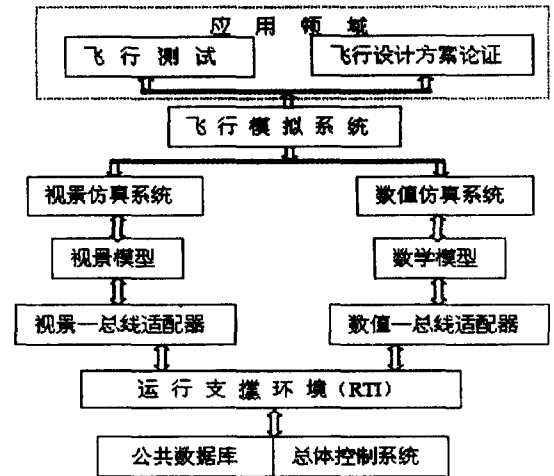 应用领域
飞行测试
飞行设计方案论证
飞行模拟系统
视景仿真系统
数值仿真系统
视景模型
数学模型
视景一总线适配器
数值一总线适配器
运行支撑环境(RTI)
公共数据库
总体控制系统